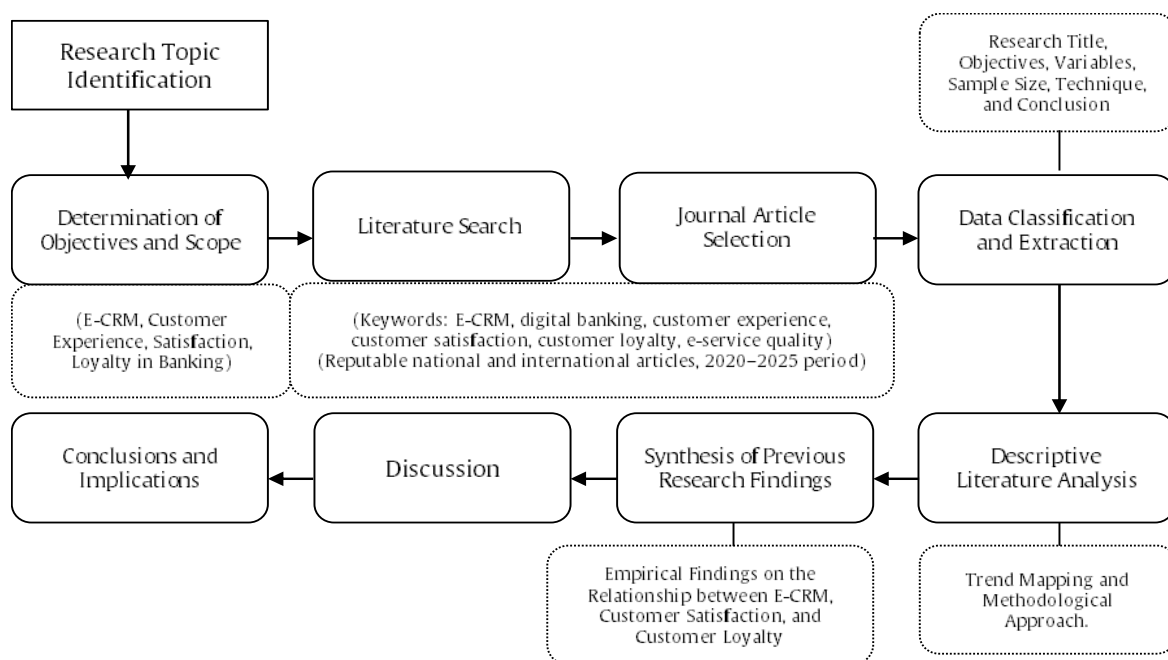 Research Topic
Identification
Research Title,
Objectives, Variables,
Sample Size, Technique,
and Conclusion
Determination of
Objectives and Scope
Literature Search
Journal Article
Selection
Data Classification
and Extraction
(E-CRM, Customer
Experience, Satisfaction,
Loyalty in Banking)
(Keywords: E-CRM, digital banking, customer experience,
customer satisfaction, customer loyalty, e-service quality)
(Reputable national and international articles, 2020–2025 period)
Conclusions and
Implications
Discussion
Synthesis of Previous
Research Findings
Descriptive
Literature Analysis
Empirical Findings on the
Relationship between E-CRM,
Customer Satisfaction, and
Customer Loyalty
Trend Mapping and
Methodological
Approach.